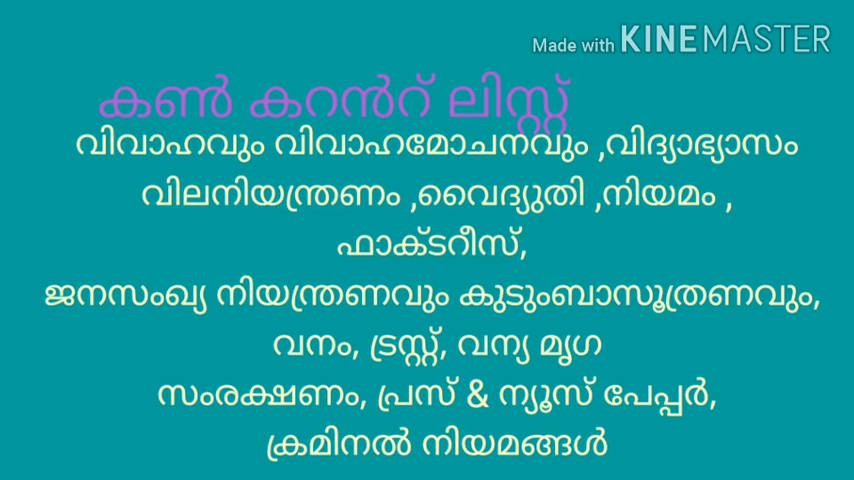 Made with KINEMASTER
കൺ കറൻറ് ലിസ്റ്റ്
വിവാഹവും വിവാഹമോചനവും ,വിദ്യാഭ്യാസം
വിലനിയന്ത്രണം ,വൈദ്യുതി ,നിയമം ,
ഫാക്ടറീസ്,
ജനസംഖ്യ നിയന്ത്രണവും കുടുംബാസൂത്രണവും,
വനം, ട്രസ്റ്റ്, വന്യ മൃഗ
സംരക്ഷണം, പ്രസ് & ന്യൂസ് പേപ്പർ,
ക്രമിനൽ നിയമങ്ങൾ